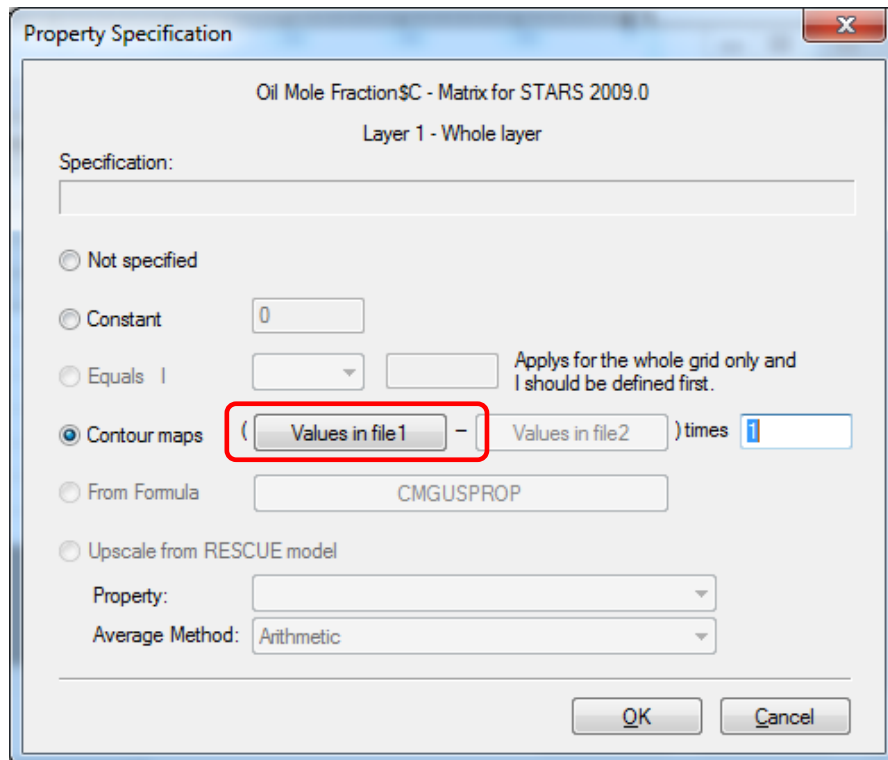 Property Specification
Oil Mole Fraction$C - Matrix for STARS 2009.0
Layer 1 - Whole layer
Specification:
Not specified
Constant 0
Equals I Applys for the whole grid only and
I should be defined first.
Contour maps ( Values in file1 - Values in file2 ) times 1
From Formula CMGUSPROP
Upscale from RESCUE model
Property:
Average Method: Arithmetic
OK Cancel